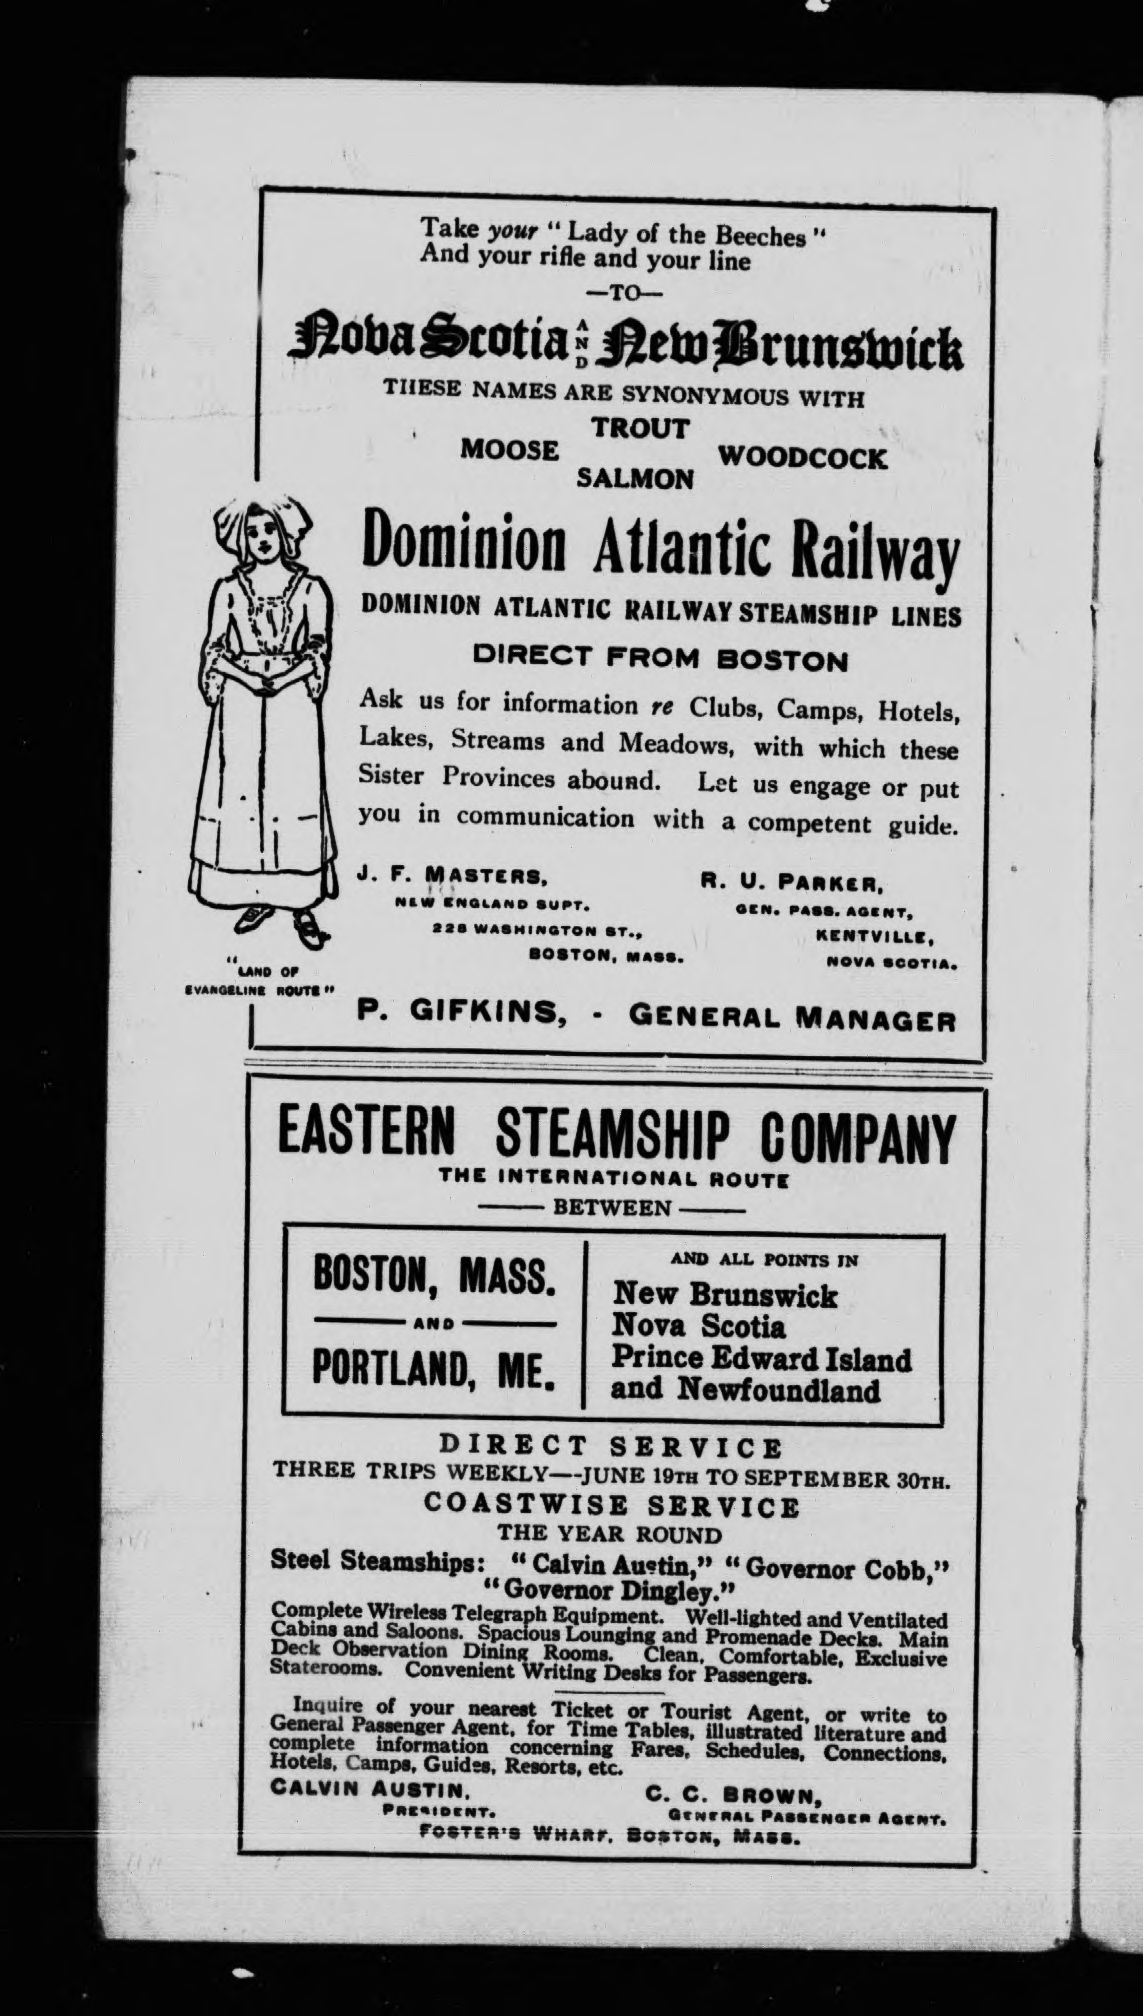 Take your "Lady of the Beeches"
And your rifle and your line
—TO—
Nova Scotia AND New Brunswick
THESE NAMES ARE SYNONYMOUS WITH
TROUT
MOOSE WOODCOCK
SALMON
Dominion Atlantic Railway
DOMINION ATLANTIC RAILWAY STEAMSHIP LINES
DIRECT FROM BOSTON
Ask us for information re Clubs, Camps, Hotels,
Lakes, Streams and Meadows, with which these
Sister Provinces abound. Let us engage or put
you in communication with a competent guide.
J. F. MASTERS,
NEW ENGLAND SUPT.
228 WASHINGTON ST.,
BOSTON, MASS.
R. U. PARKER,
GEN. PASS. AGENT,
KENTVILLE,
NOVA SCOTIA.
"LAND OF
EVANGELINE ROUTE"
P. GIFKINS, - GENERAL MANAGER
EASTERN STEAMSHIP COMPANY
THE INTERNATIONAL ROUTE
BETWEEN
BOSTON, MASS.
AND
PORTLAND, ME.
AND ALL POINTS IN
New Brunswick
Nova Scotia
Prince Edward Island
and Newfoundland
DIRECT SERVICE
THREE TRIPS WEEKLY—-JUNE 19TH TO SEPTEMBER 30TH.
COASTWISE SERVICE
THE YEAR ROUND
Steel Steamships: "Calvin Austin," "Governor Cobb,"
"Governor Dingley."
Complete Wireless Telegraph Equipment. Well-lighted and Ventilated
Cabins and Saloons. Spacious Lounging and Promenade Decks. Main
Deck Observation Dining Rooms. Clean, Comfortable, Exclusive
Staterooms. Convenient Writing Desks for Passengers.
Inquire of your nearest Ticket or Tourist Agent, or write to
General Passenger Agent, for Time Tables, illustrated literature and
complete information concerning Fares, Schedules, Connections,
Hotels, Camps, Guides, Resorts, etc.
CALVIN AUSTIN,
PRESIDENT.
C. C. BROWN,
GENERAL PASSENGER AGENT.
FOSTER'S WHARF, BOSTON, MASS.